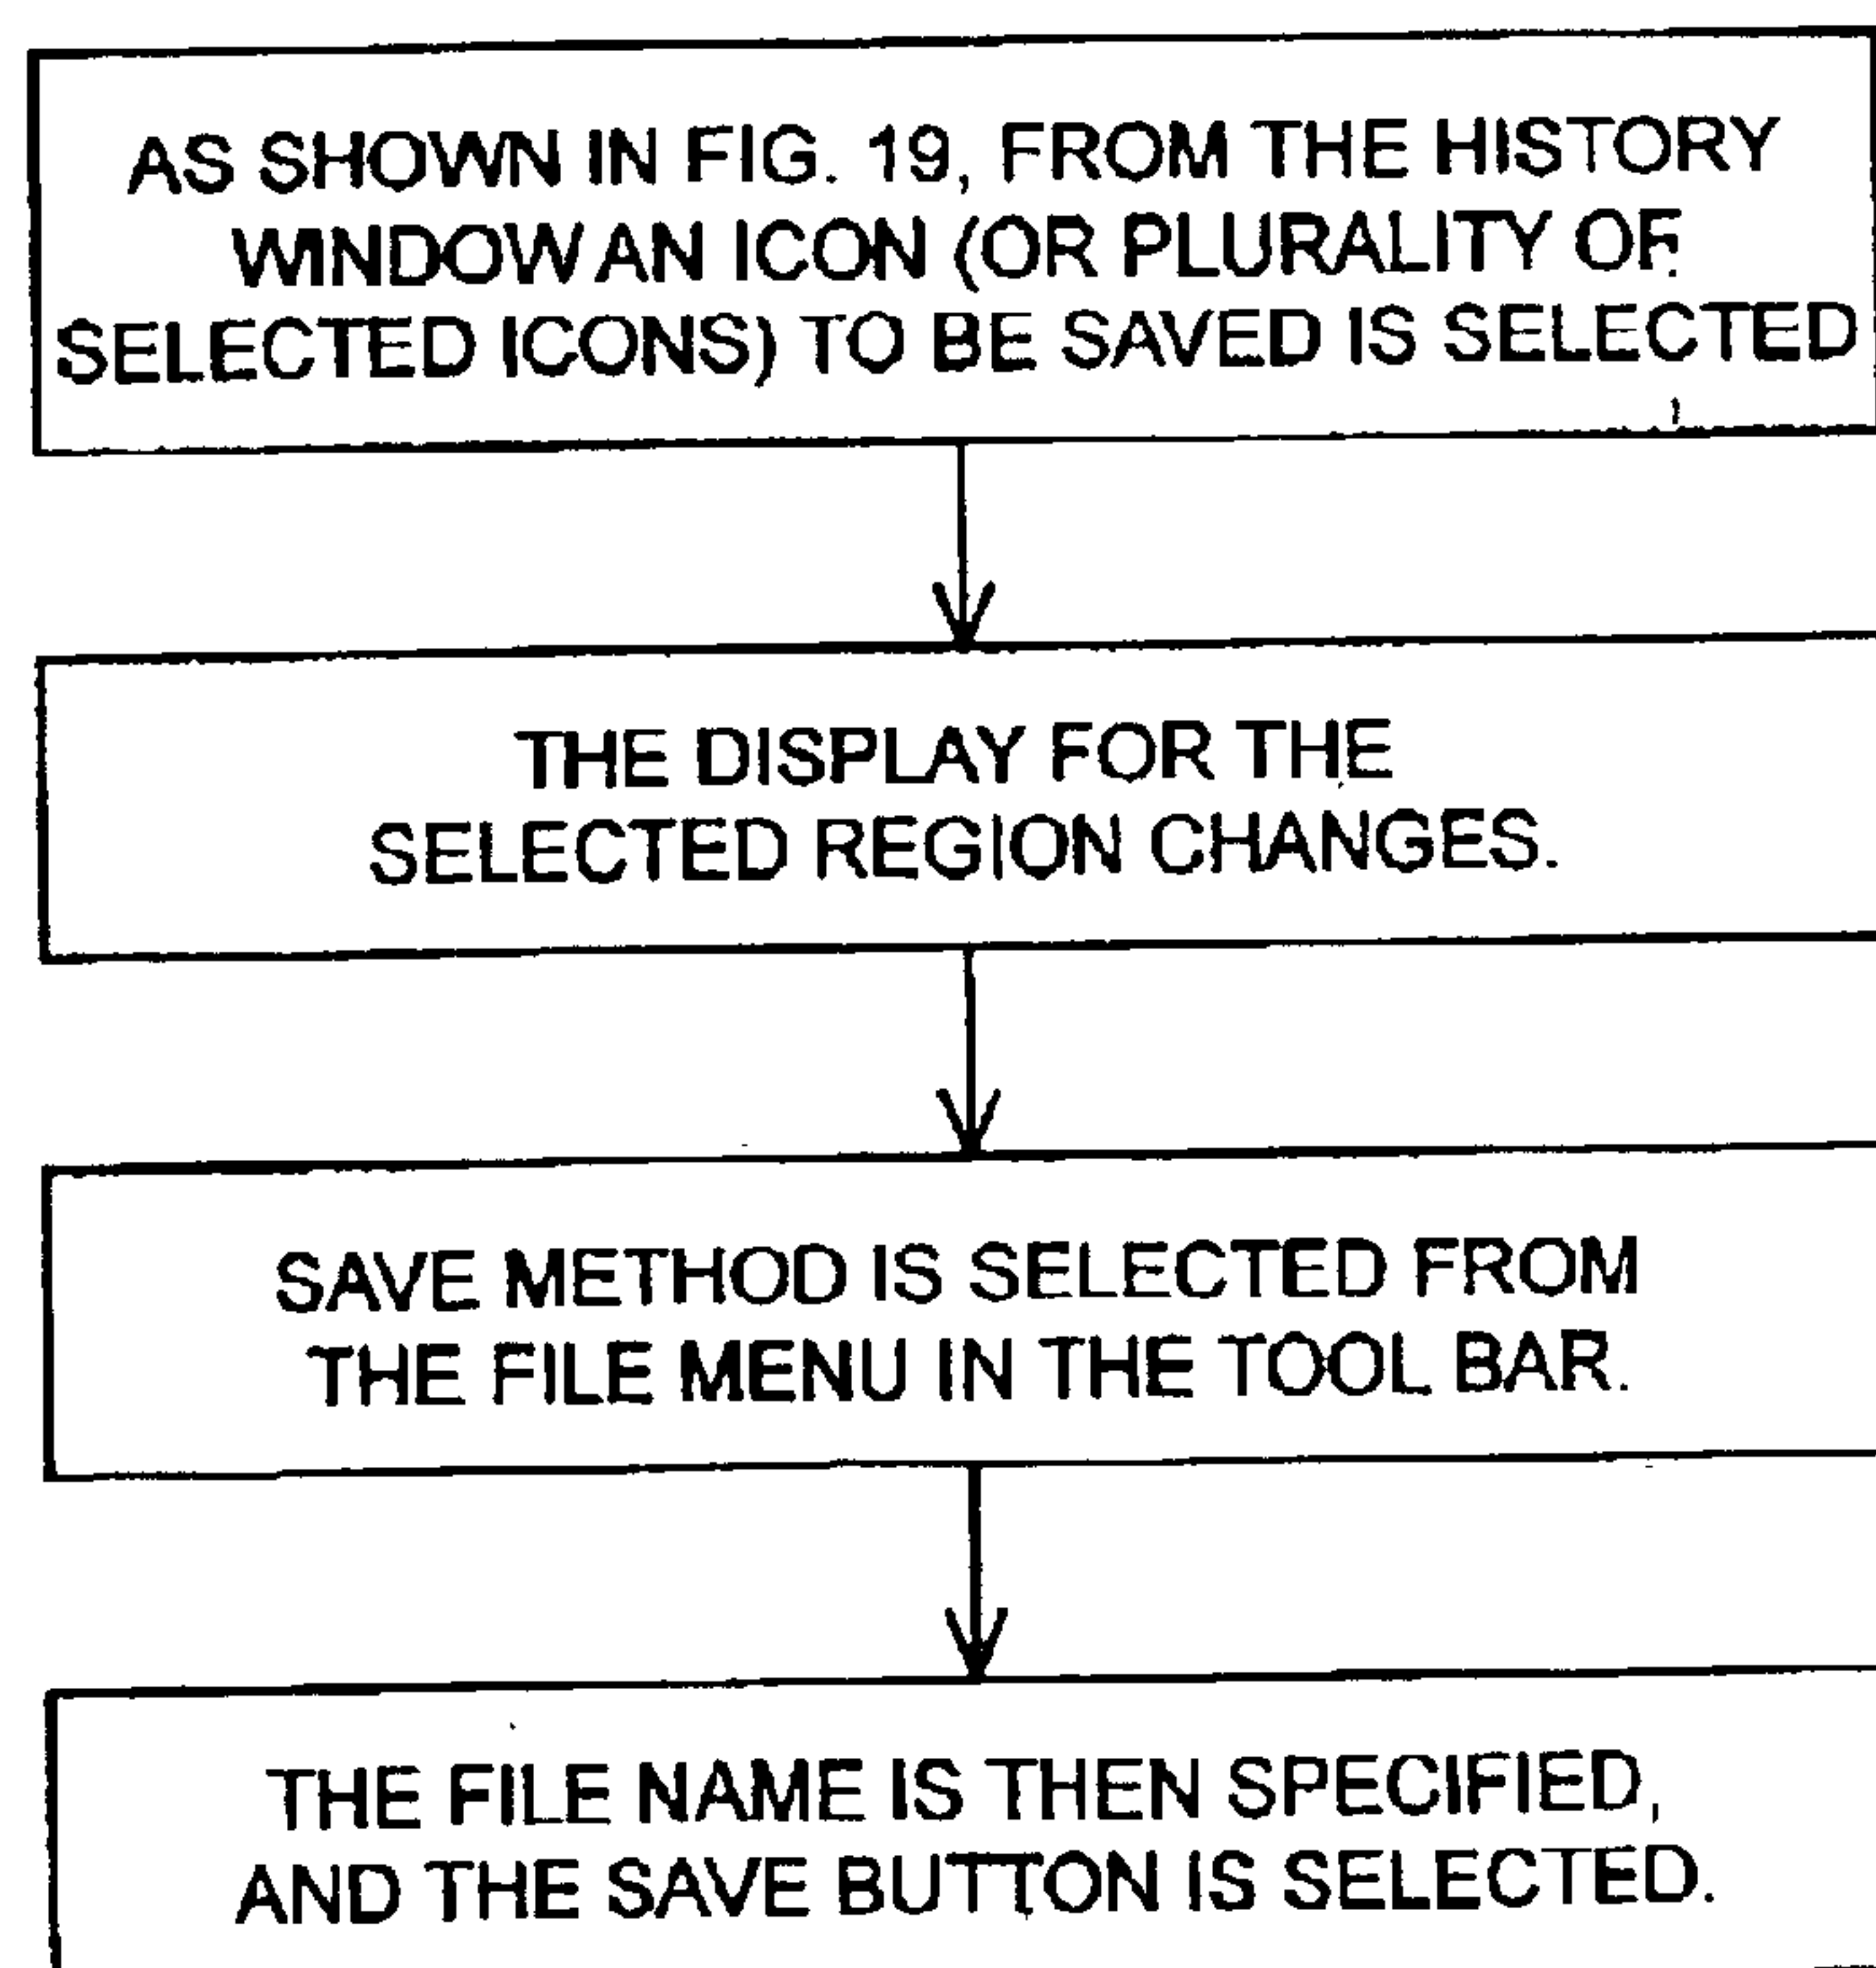 AS SHOWN IN FIG. 19, FROM THE HISTORY
WINDOW AN ICON (OR PLURALITY OF
SELECTED ICONS) TO BE SAVED IS SELECTED
THE DISPLAY FOR THE
SELECTED REGION CHANGES.
SAVE METHOD IS SELECTED FROM
THE FILE MENU IN THE TOOL BAR.
THE FILE NAME IS THEN SPECIFIED,
AND THE SAVE BUTTON IS SELECTED.